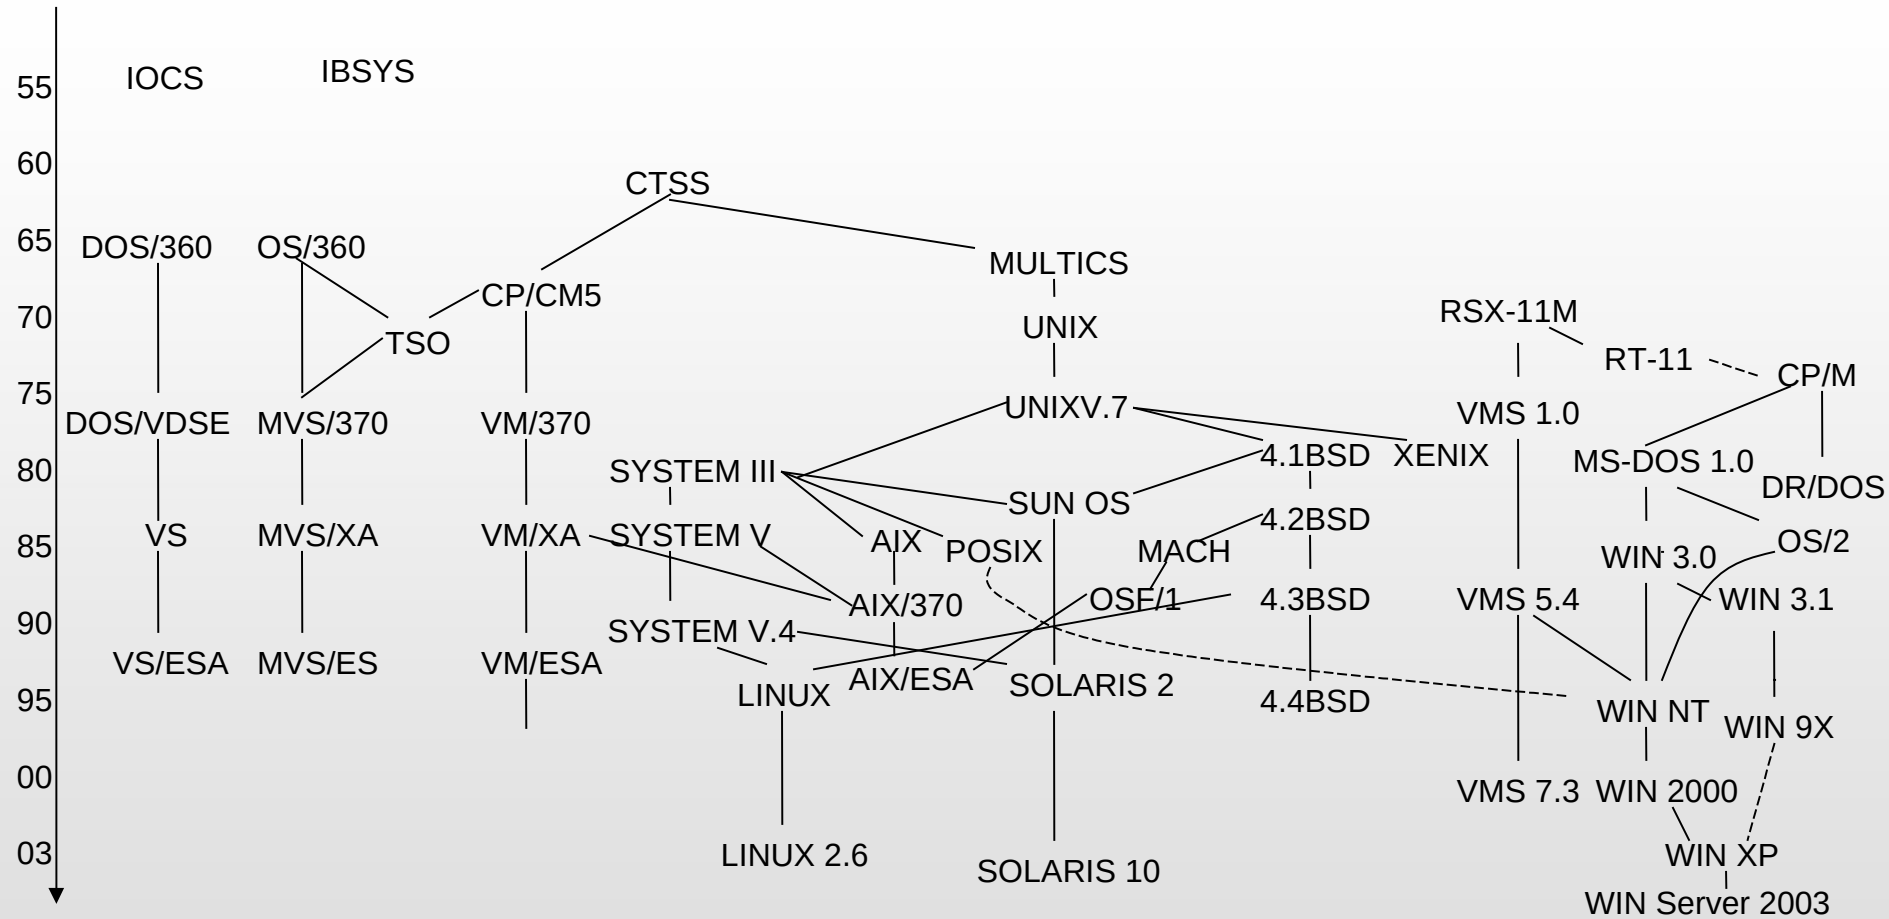 55
IOCS
IBSYS
60
CTSS
65
DOS/360
OS/360
MULTICS
CP/CM5
70
RSX-11M
UNIX
TSO
RT-11
CP/M
75
UNIXV.7
VMS 1.0
DOS/VDSE
MVS/370
VM/370
4.1BSD
XENIX
MS-DOS 1.0
80
SYSTEM III
DR/DOS
SUN OS
4.2BSD
VS
MVS/XA
VM/XA
SYSTEM V
AIX
OS/2
85
POSIX
MACH
WIN 3.0
OSF/1
4.3BSD
VMS 5.4
WIN 3.1
AIX/370
90
SYSTEM V.4
VS/ESA
MVS/ES
VM/ESA
AIX/ESA
SOLARIS 2
LINUX
95
4.4BSD
WIN NT
WIN 9X
00
VMS 7.3
WIN 2000
03
LINUX 2.6
WIN XP
SOLARIS 10
WIN Server 2003